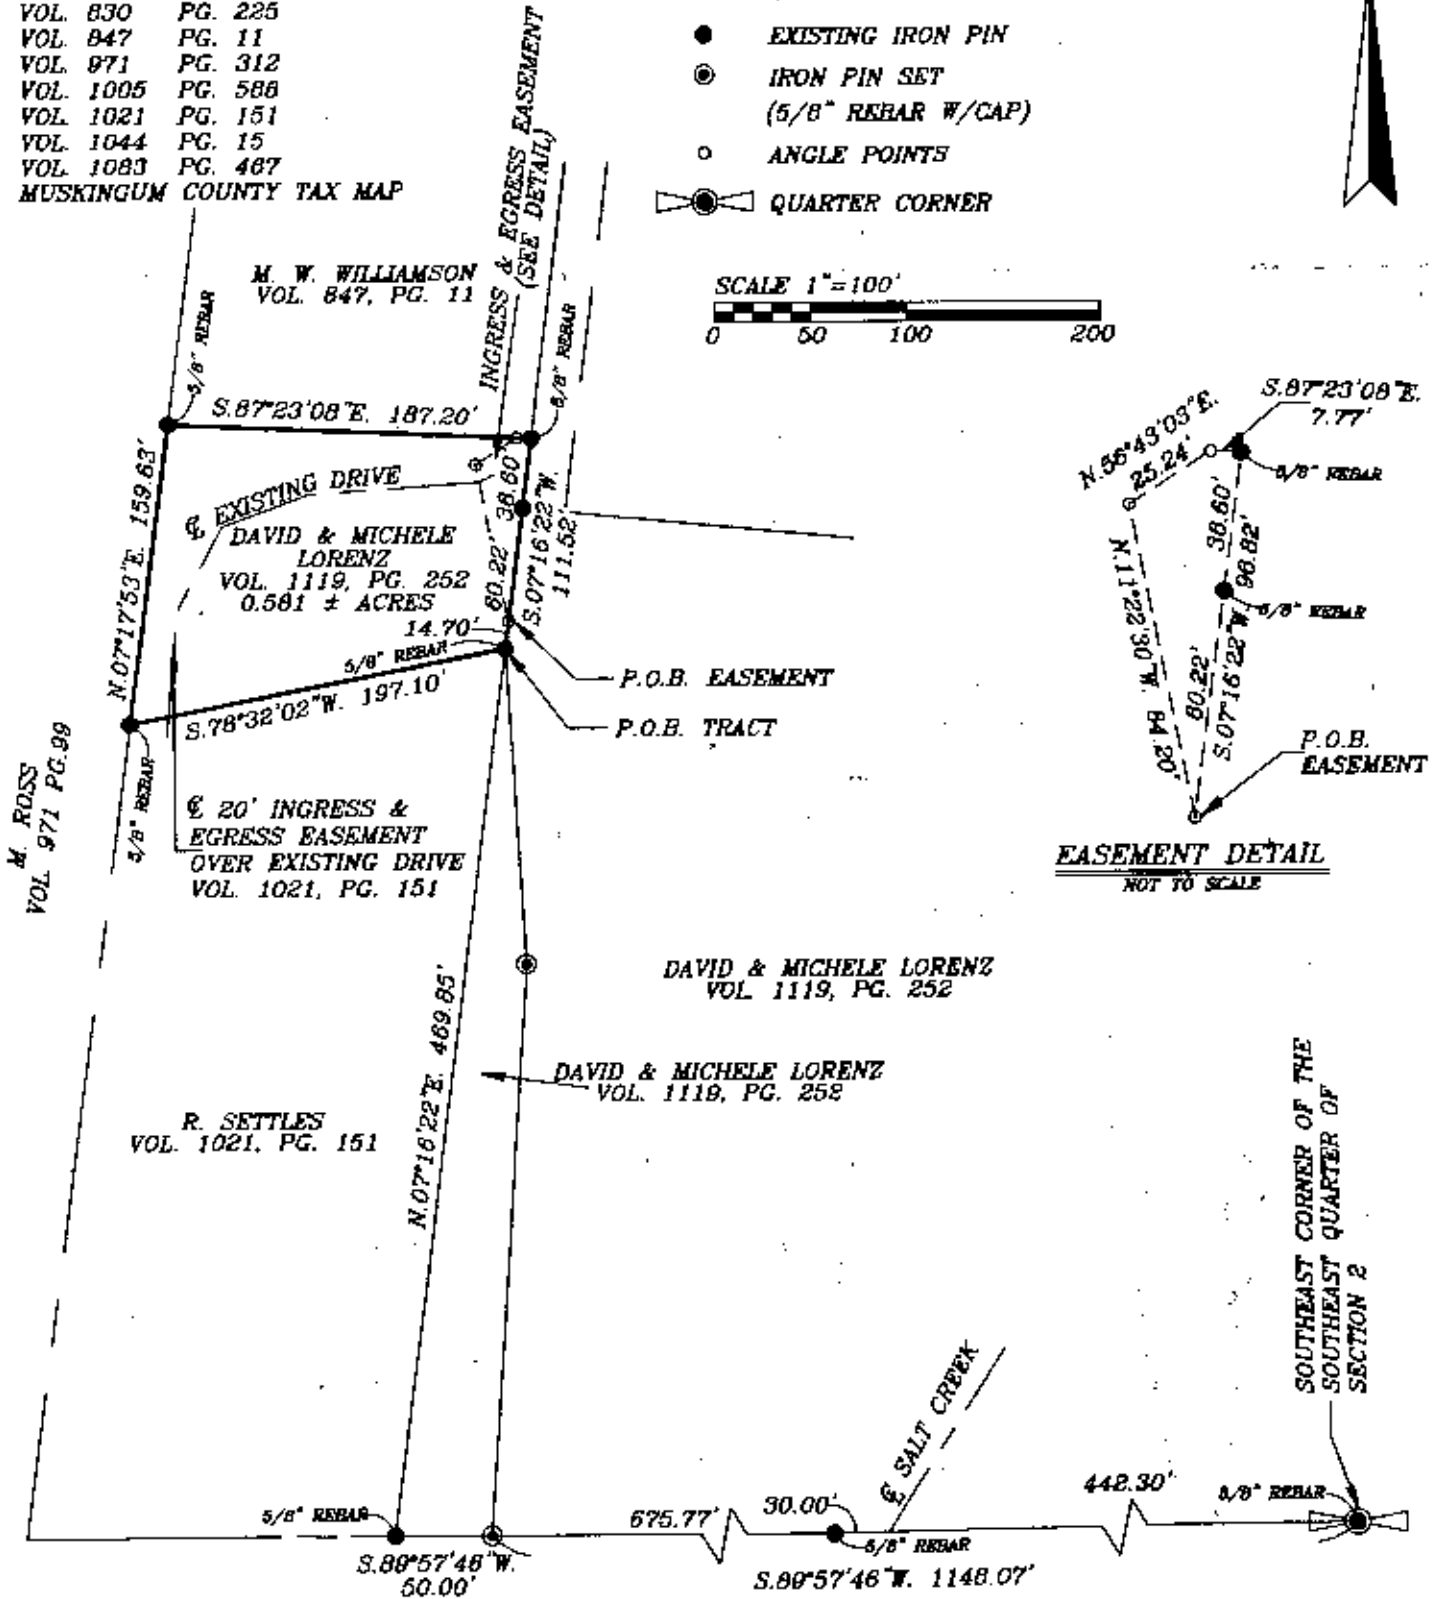 VOL. 830 PG. 225
VOL. 847 PG. 11
VOL. 971 PG. 312
VOL. 1005 PG. 588
VOL. 1021 PG. 151
VOL. 1044 PG. 15
VOL. 1083 PG. 467
MUSKINGUM COUNTY TAX MAP
EXISTING IRON PIN
IRON PIN SET
(5/8" REBAR W/CAP)
ANGLE POINTS
QUARTER CORNER
SCALE 1"=100'
0 50 100 200
INGRESS & EGRESS EASEMENT
(SEE DETAIL)
M. W. WILLIAMSON
VOL. 847, PG. 11
5/8" REBAR
5/8" REBAR
S.87°23'08"E. 187.20'
N.07°17'53"E. 159.63'
℄ EXISTING DRIVE
38.60'
80.22'
S.07°16'22"W.
111.52'
DAVID & MICHELE
LORENZ
VOL. 1119, PG. 252
0.581 ± ACRES
14.70'
5/8" REBAR
S.78°32'02"W. 197.10'
P.O.B. EASEMENT
P.O.B. TRACT
M. ROSS
VOL. 971 PG.99
5/8" REBAR
℄ 20' INGRESS &
EGRESS EASEMENT
OVER EXISTING DRIVE
VOL. 1021, PG. 151
S.87°23'08"E.
7.77'
N.56°43'03"E.
25.24'
5/8" REBAR
38.60'
98.82'
5/8" REBAR
N.11°22'30"W. 84.20'
80.22'
S.07°16'22"W.
P.O.B.
EASEMENT
EASEMENT DETAIL
NOT TO SCALE
DAVID & MICHELE LORENZ
VOL. 1119, PG. 252
DAVID & MICHELE LORENZ
VOL. 1119, PG. 252
N.07°16'22"E. 469.85'
R. SETTLES
VOL. 1021, PG. 151
SOUTHEAST CORNER OF THE
SOUTHEAST QUARTER OF
SECTION 2
℄ SALT CREEK
5/8" REBAR
675.77'
30.00'
442.30'
5/8" REBAR
5/8" REBAR
S.89°57'46"W.
50.00'
S.89°57'46"W. 1148.07'